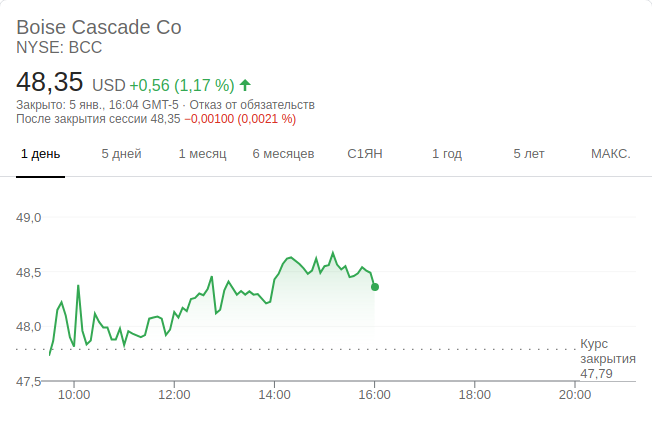 Boise Cascade Co
NYSE: BCC
48,35 USD +0,56 (1,17 %)
Закрыто: 5 янв., 16:04 GMT-5 · Отказ от обязательств
После закрытия сессии 48,35 −0,00100 (0,0021 %)
1 день 5 дней 1 месяц 6 месяцев С1ЯН 1 год 5 лет МАКС.
49,0
48,5
48,0
Курс
закрытия
47,79
47,5
10:00 12:00 14:00 16:00 18:00 20:00